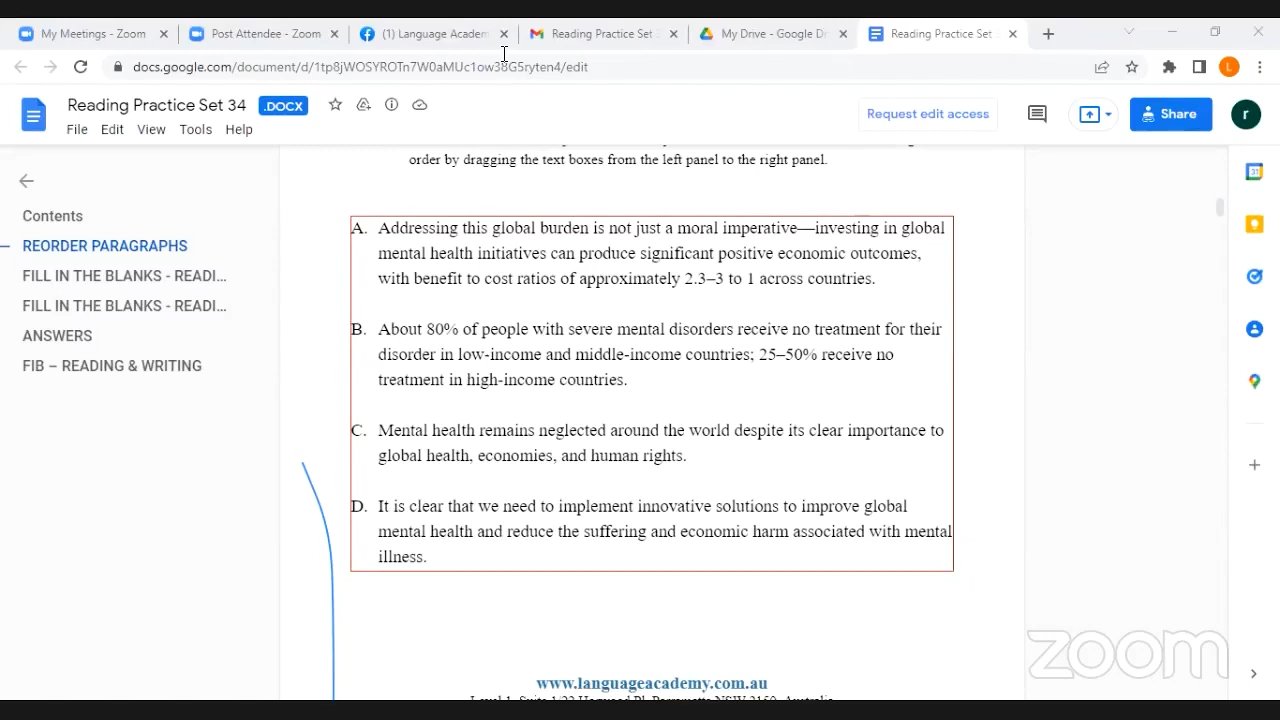 My Meetings - Zoom
Post Attendee - Zoom
(1) Language Academ
Reading Practice Set
My Drive - Google D
Reading Practice Set
docs.google.com/document/d/1tp8jWOSYROTn7W0aMUc1ow38G5ryten4/edit
L
Reading Practice Set 34 .DOCX
File Edit View Tools Help
Request edit access
Share
r
order by dragging the text boxes from the left panel to the right panel.
Contents
REORDER PARAGRAPHS
FILL IN THE BLANKS - READI...
FILL IN THE BLANKS - READI...
ANSWERS
FIB – READING & WRITING
A. Addressing this global burden is not just a moral imperative—investing in global
mental health initiatives can produce significant positive economic outcomes,
with benefit to cost ratios of approximately 2.3–3 to 1 across countries.
B. About 80% of people with severe mental disorders receive no treatment for their
disorder in low-income and middle-income countries; 25–50% receive no
treatment in high-income countries.
C. Mental health remains neglected around the world despite its clear importance to
global health, economies, and human rights.
D. It is clear that we need to implement innovative solutions to improve global
mental health and reduce the suffering and economic harm associated with mental
illness.
www.languageacademy.com.au
31
zoom